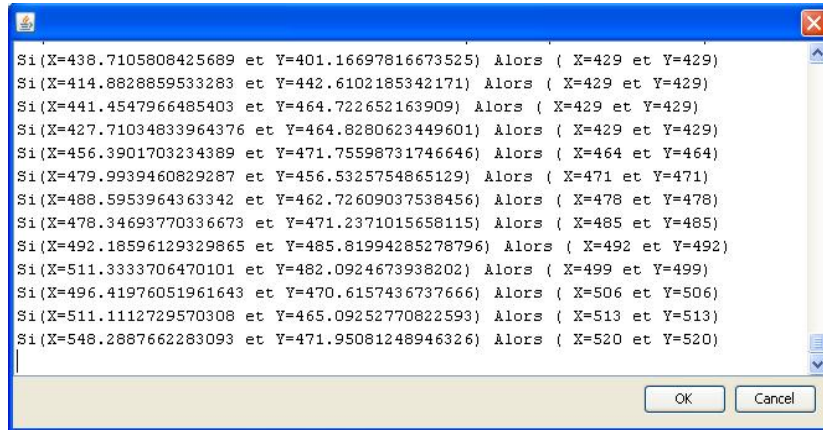 Si(X=438.7105808425689 et Y=401.16697816673525) Alors ( X=429 et Y=429)
Si(X=414.8828859533283 et Y=442.6102185342171) Alors ( X=429 et Y=429)
Si(X=441.4547966485403 et Y=464.722652163909) Alors ( X=429 et Y=429)
Si(X=427.71034833964376 et Y=464.8280623449601) Alors ( X=429 et Y=429)
Si(X=456.3901703234389 et Y=471.75598731746646) Alors ( X=464 et Y=464)
Si(X=479.9939460829287 et Y=456.5325754865129) Alors ( X=471 et Y=471)
Si(X=488.5953964363342 et Y=462.72609037538456) Alors ( X=478 et Y=478)
Si(X=478.34693770336673 et Y=471.2371015658115) Alors ( X=485 et Y=485)
Si(X=492.18596129329865 et Y=485.81994285278796) Alors ( X=492 et Y=492)
Si(X=511.3333706470101 et Y=482.0924673938202) Alors ( X=499 et Y=499)
Si(X=496.41976051961643 et Y=470.6157436737666) Alors ( X=506 et Y=506)
Si(X=511.1112729570308 et Y=465.09252770822593) Alors ( X=513 et Y=513)
Si(X=548.2887662283093 et Y=471.95081248946326) Alors ( X=520 et Y=520)
OK Cancel